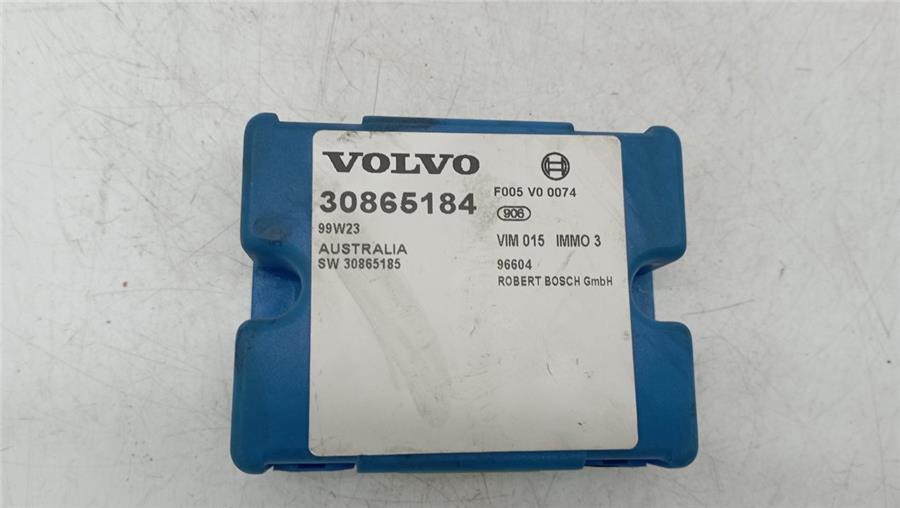 VOLVO
30865184
99W23
AUSTRALIA
SW 30865185
F005 V0 0074
906
VIM 015 IMMO 3
96604
ROBERT BOSCH GmbH